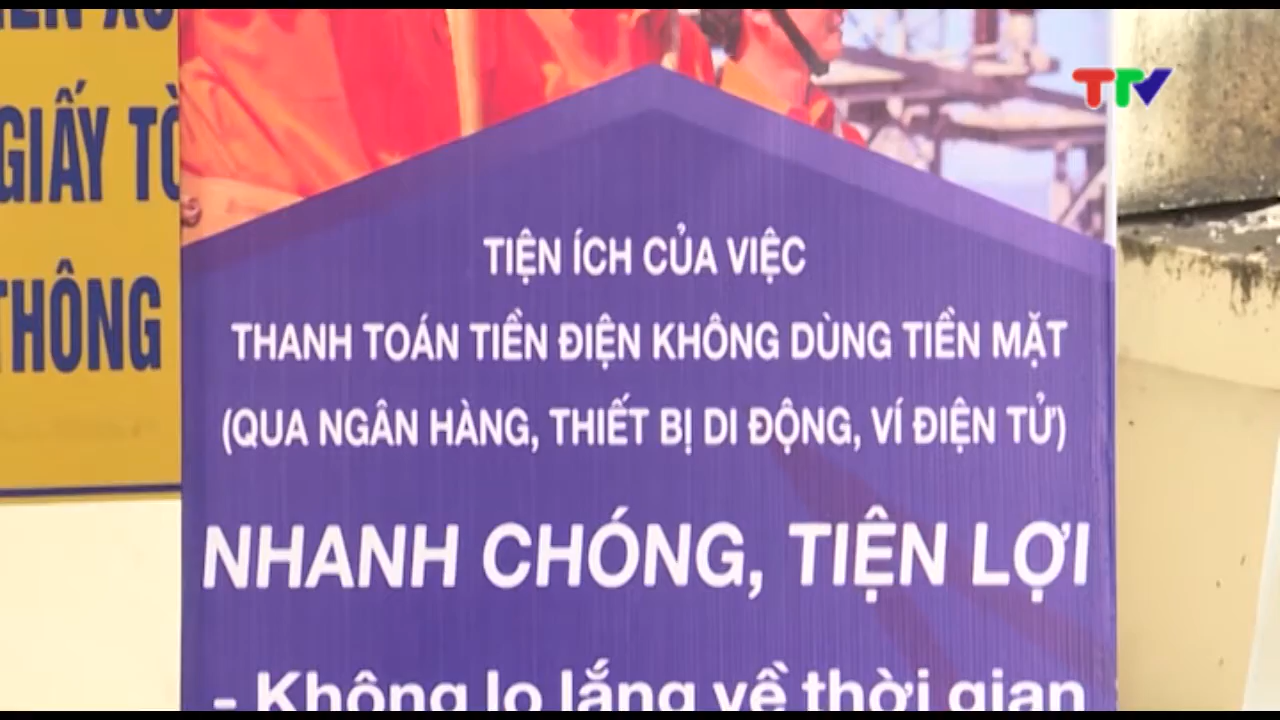 TTV
GIẤY TỜ
THÔNG
TIỆN ÍCH CỦA VIỆC
THANH TOÁN TIỀN ĐIỆN KHÔNG DÙNG TIỀN MẶT
(QUA NGÂN HÀNG, THIẾT BỊ DI ĐỘNG, VÍ ĐIỆN TỬ)
NHANH CHÓNG, TIỆN LỢI
- Không lo lắng về thời gian